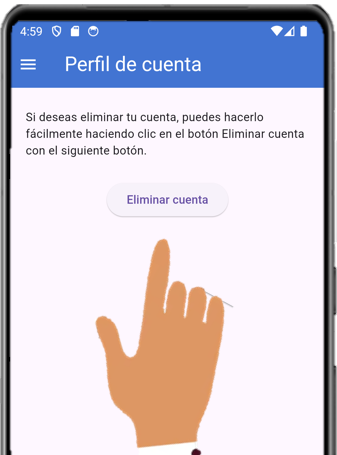 4:59
Perfil de cuenta
Si deseas eliminar tu cuenta, puedes hacerlo
fácilmente haciendo clic en el botón Eliminar cuenta
con el siguiente botón.
Eliminar cuenta